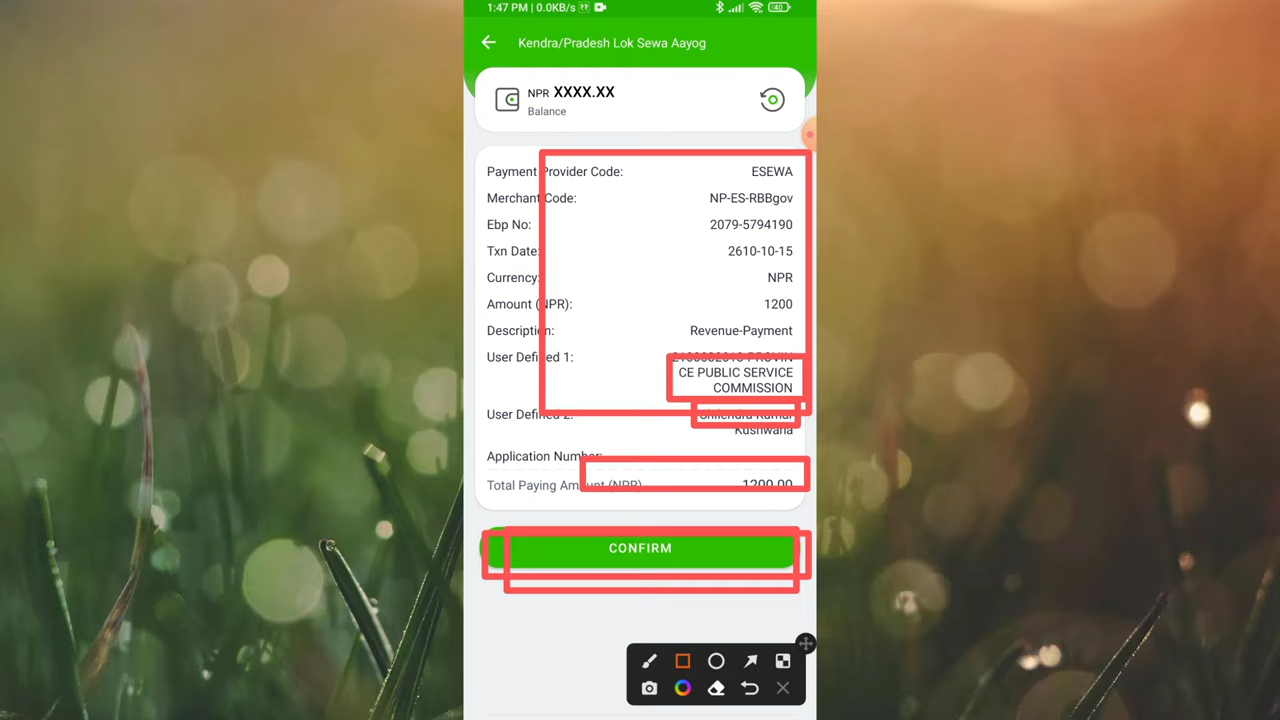 1:47 PM | 0.0KB/s
40
Kendra/Pradesh Lok Sewa Aayog
NPR XXXX.XX
Balance
Payment Provider Code: ESEWA
Merchant Code: NP-ES-RBBgov
Ebp No: 2079-5794190
Txn Date: 2610-10-15
Currency: NPR
Amount (NPR): 1200
Description: Revenue-Payment
User Defined 1:
CE PUBLIC SERVICE
COMMISSION
User Defined 2:
Application Number:
Total Paying Amount (NPR) 1200.00
CONFIRM